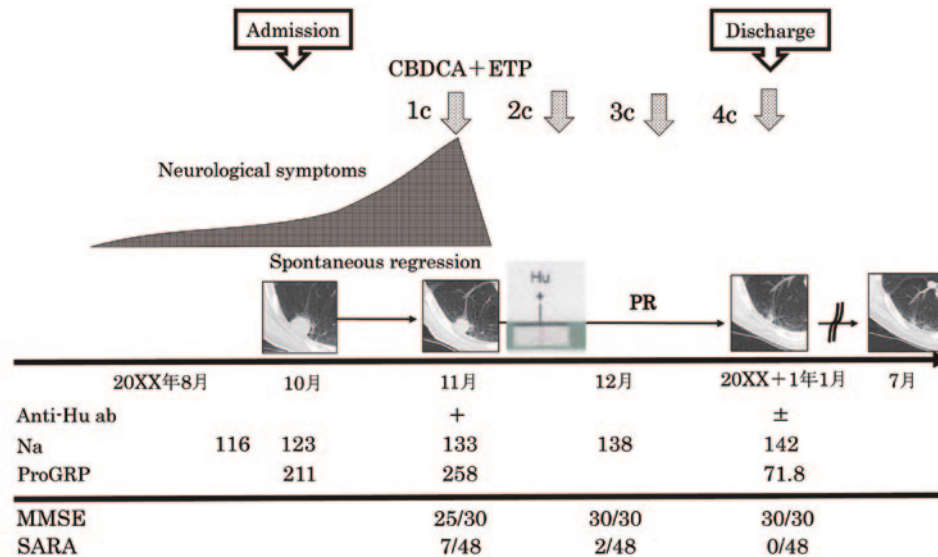 Admission
Discharge
CBDCA+ETP
1c 2c 3c 4c
Neurological symptoms
Spontaneous regression
Hu
+
PR
20XX年8月 10月 11月 12月 20XX+1年1月 7月
Anti-Hu ab + ±
Na 116 123 133 138 142
ProGRP 211 258 71.8
MMSE 25/30 30/30 30/30
SARA 7/48 2/48 0/48